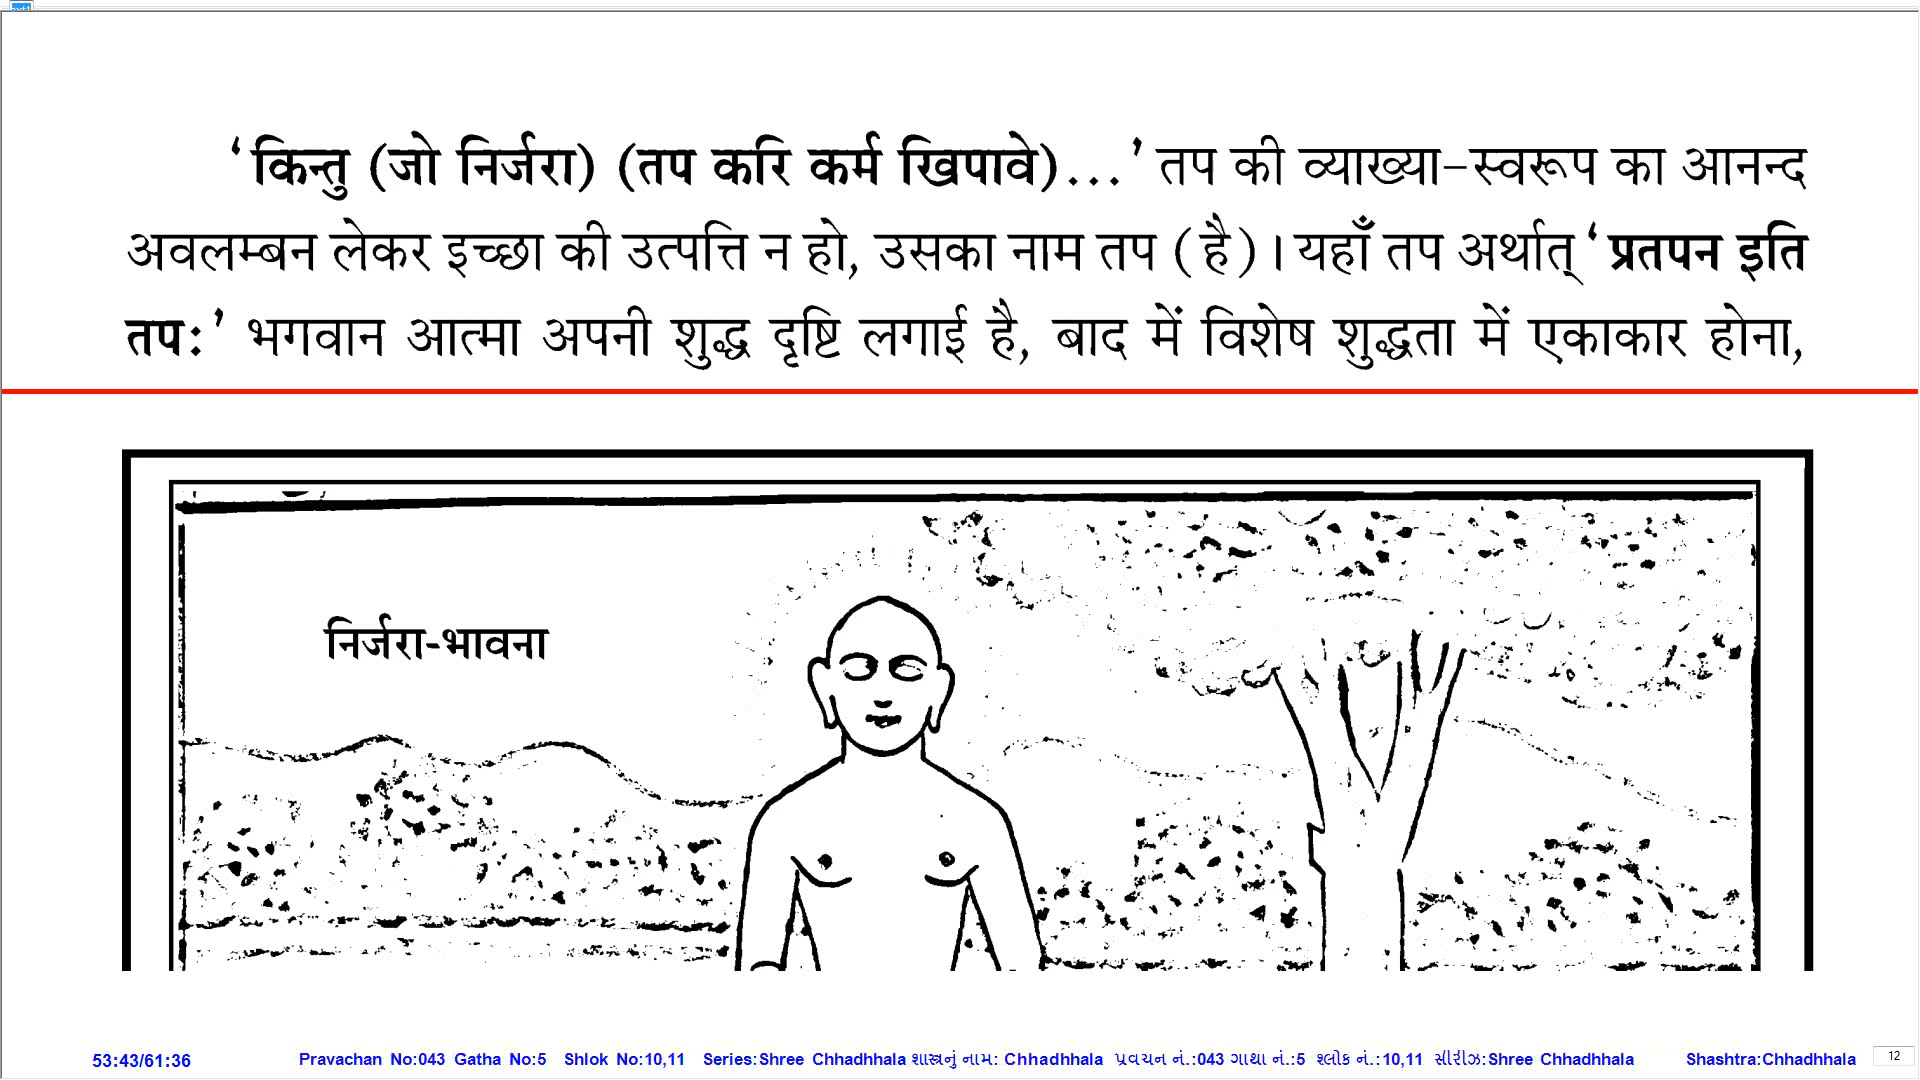 ‘किन्तु (जो निर्जरा) (तप करि कर्म खिपावे)...’ तप की व्याख्या-स्वरूप का आनन्द
अवलम्बन लेकर इच्छा की उत्पत्ति न हो, उसका नाम तप (है)। यहाँ तप अर्थात् ‘प्रतपन इति
तपः’ भगवान आत्मा अपनी शुद्ध दृष्टि लगाई है, बाद में विशेष शुद्धता में एकाकार होना,
निर्जरा-भावना
53:43/61:36 Pravachan No:043 Gatha No:5 Shlok No:10,11 Series:Shree Chhadhhala શાસ્ત્રનું નામ: Chhadhhala પ્રવચન નં.:043 ગાથા નં.:5 શ્લોક નં.:10,11 સીરીઝ:Shree Chhadhhala Shashtra:Chhadhhala 12